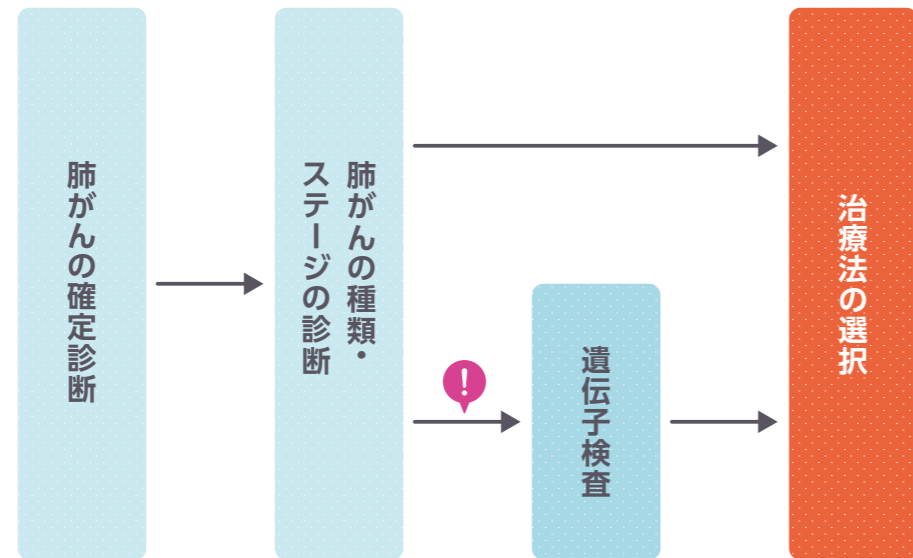 肺がんの確定診断
肺がんの種類・
ステージの診断
!
遺伝子検査
治療法の選択